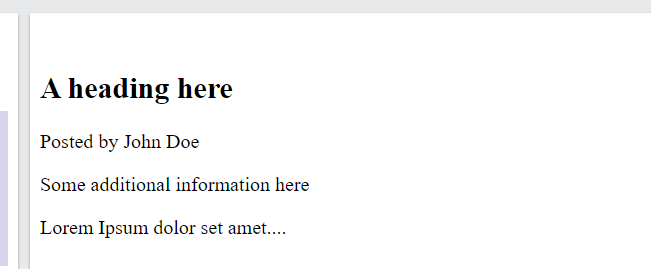 A heading here
Posted by John Doe
Some additional information here
Lorem Ipsum dolor set amet....